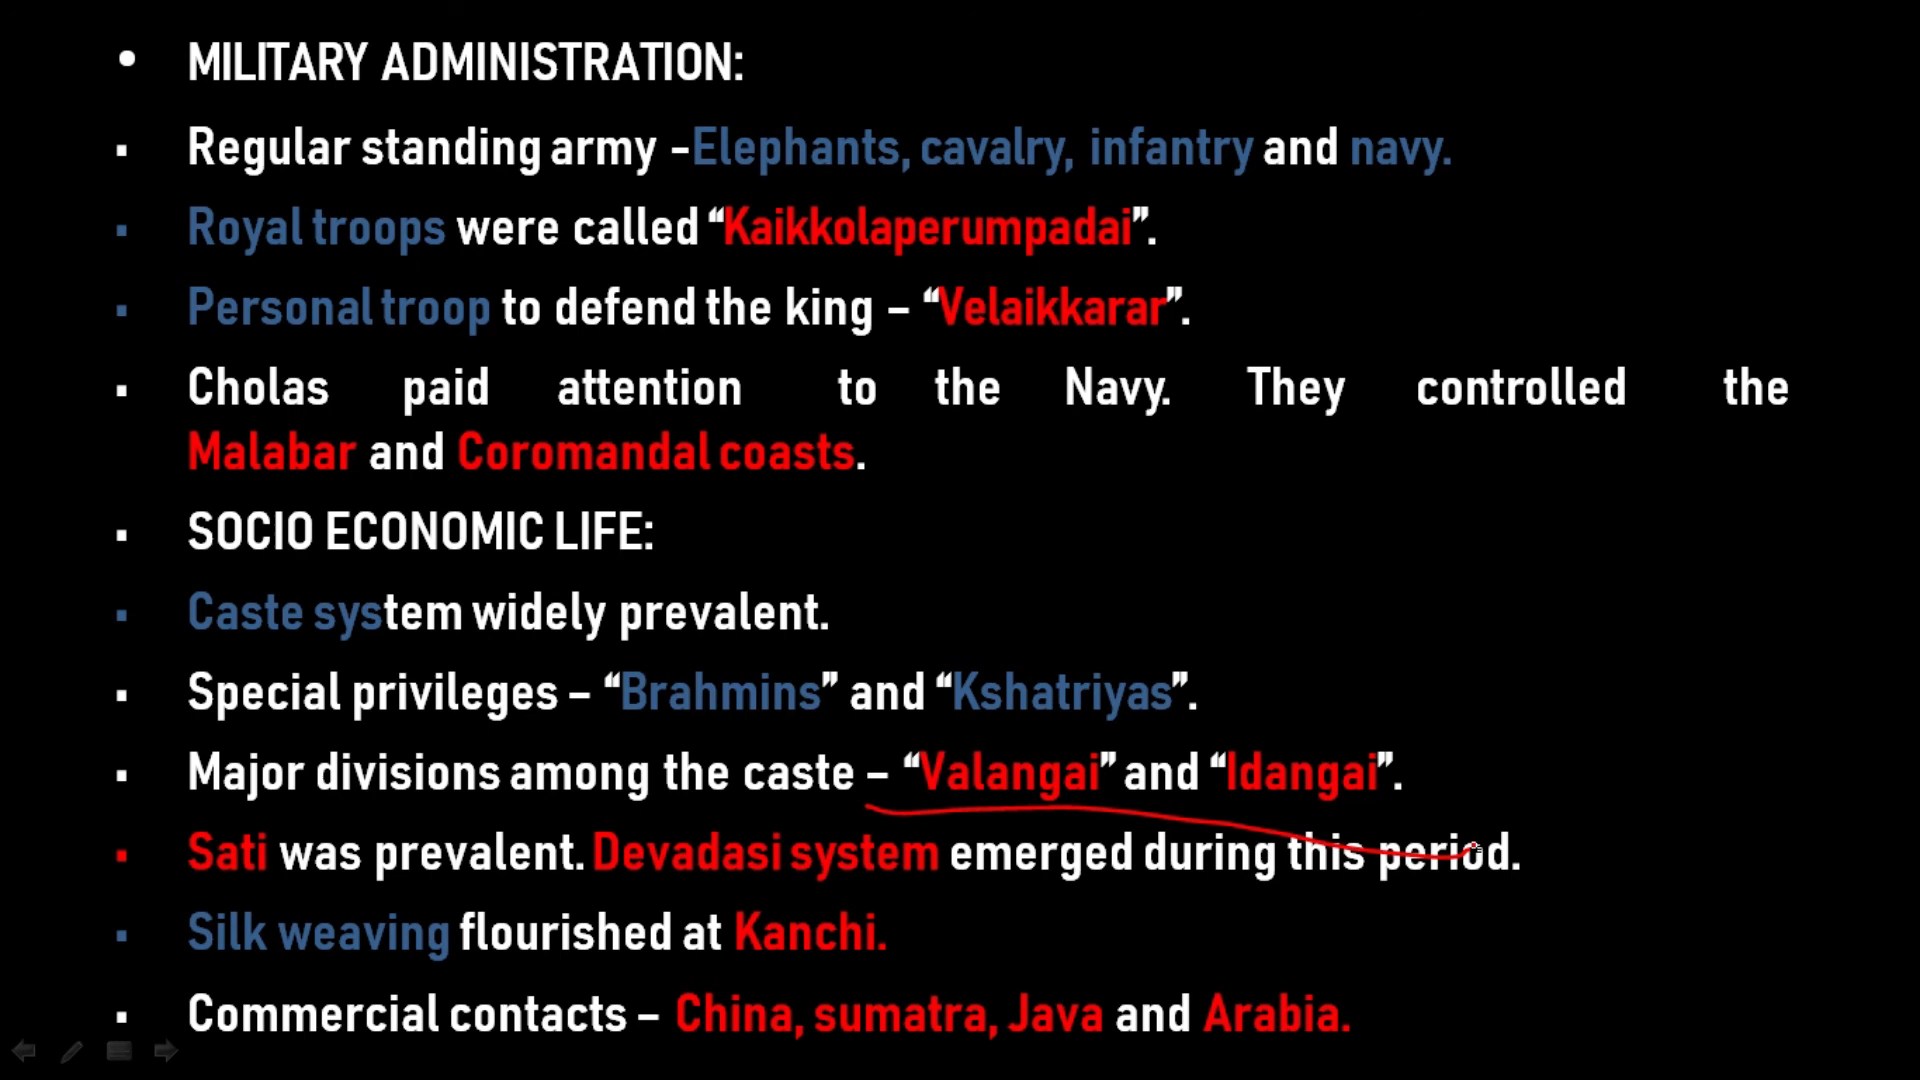 • MILITARY ADMINISTRATION:
▪ Regular standing army -Elephants, cavalry, infantry and navy.
▪ Royal troops were called “Kaikkolaperumpadai”.
▪ Personal troop to defend the king – “Velaikkarar”.
▪ Cholas paid attention to the Navy. They controlled the
Malabar and Coromandal coasts.
▪ SOCIO ECONOMIC LIFE:
▪ Caste system widely prevalent.
▪ Special privileges – “Brahmins” and “Kshatriyas”.
▪ Major divisions among the caste – “Valangai” and “Idangai”.
▪ Sati was prevalent. Devadasi system emerged during this period.
▪ Silk weaving flourished at Kanchi.
▪ Commercial contacts – China, sumatra, Java and Arabia.